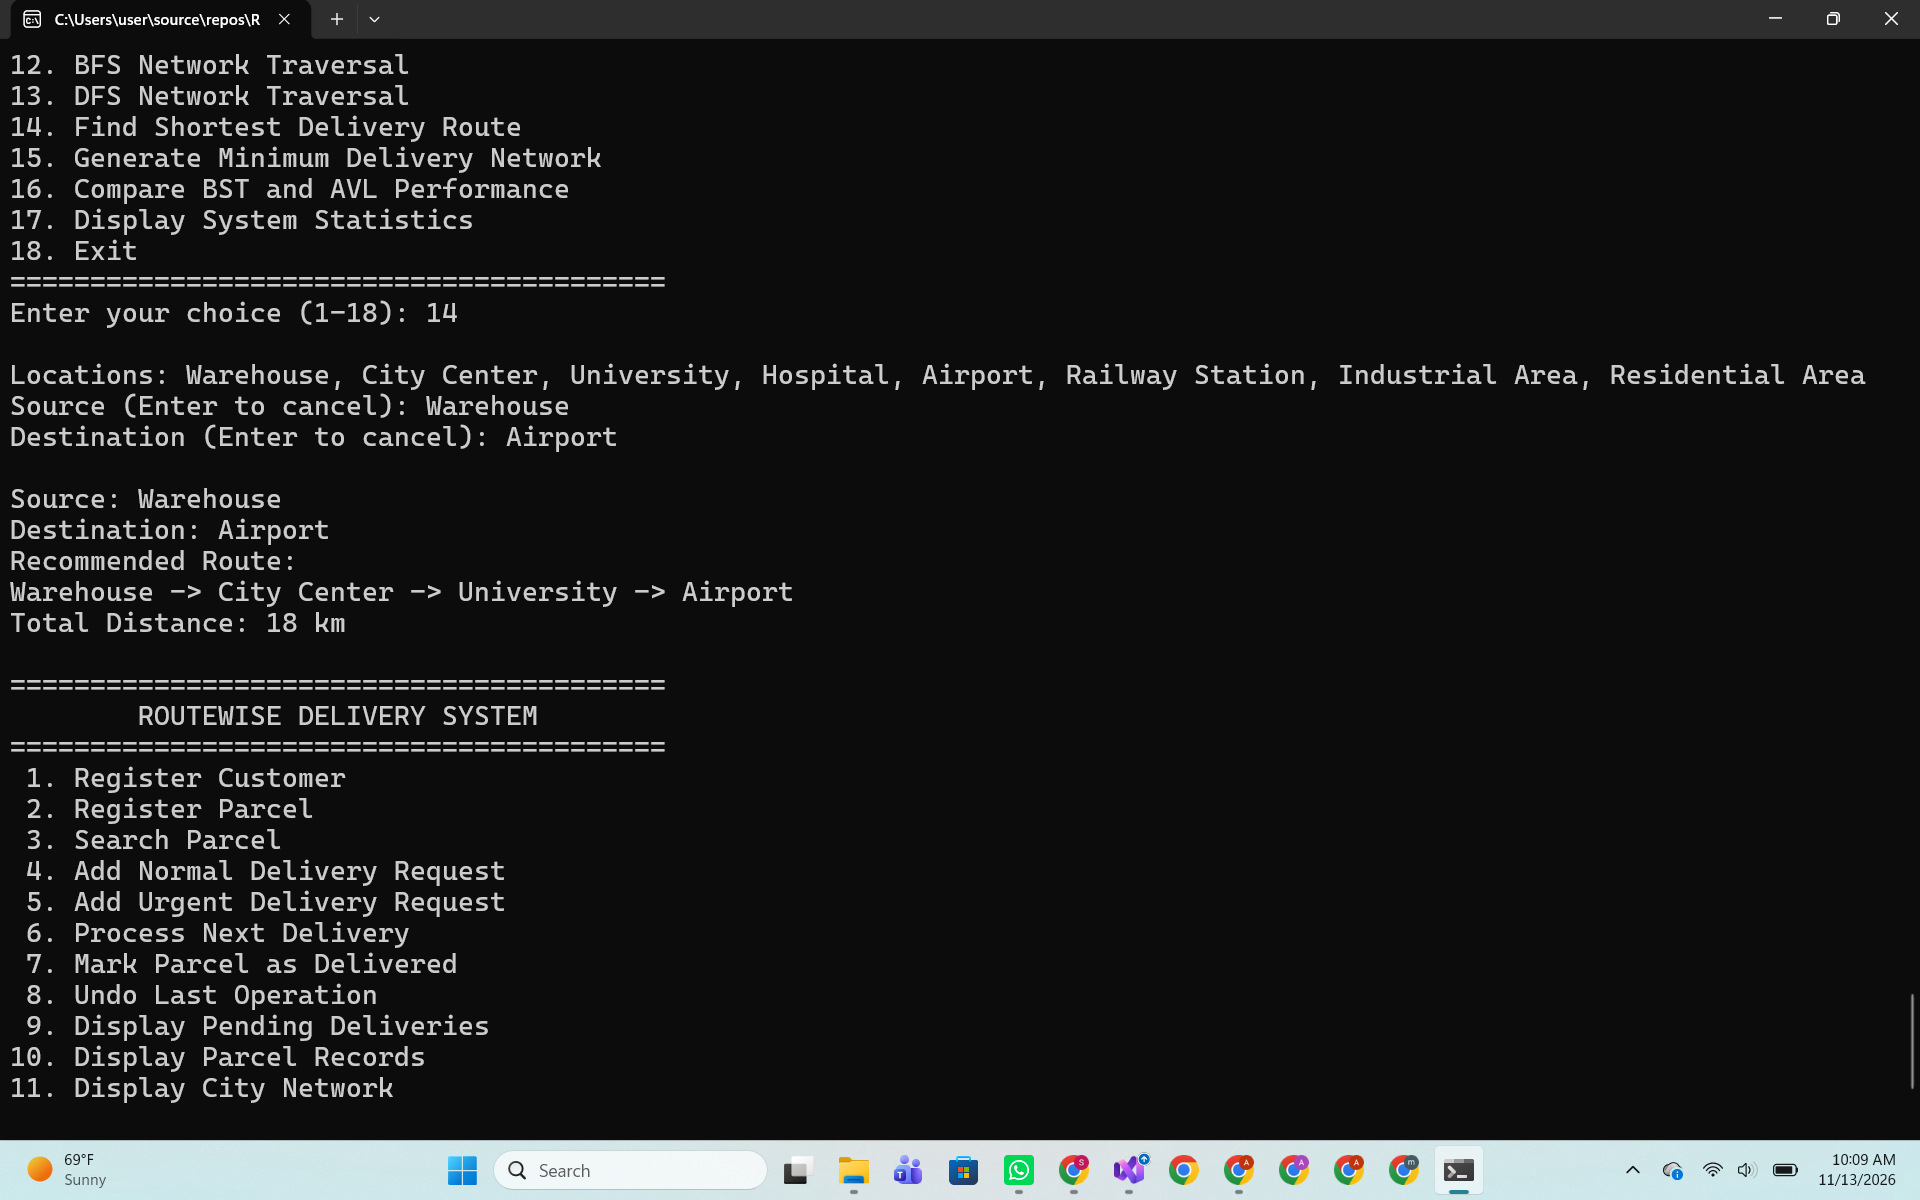 C:\Users\user\source\repos\R
12. BFS Network Traversal
13. DFS Network Traversal
14. Find Shortest Delivery Route
15. Generate Minimum Delivery Network
16. Compare BST and AVL Performance
17. Display System Statistics
18. Exit
=========================================
Enter your choice (1-18): 14
Locations: Warehouse, City Center, University, Hospital, Airport, Railway Station, Industrial Area, Residential Area
Source (Enter to cancel): Warehouse
Destination (Enter to cancel): Airport
Source: Warehouse
Destination: Airport
Recommended Route:
Warehouse -> City Center -> University -> Airport
Total Distance: 18 km
=========================================
ROUTEWISE DELIVERY SYSTEM
=========================================
1. Register Customer
2. Register Parcel
3. Search Parcel
4. Add Normal Delivery Request
5. Add Urgent Delivery Request
6. Process Next Delivery
7. Mark Parcel as Delivered
8. Undo Last Operation
9. Display Pending Deliveries
10. Display Parcel Records
11. Display City Network
69°F
Sunny
Search
10:09 AM
11/13/2026